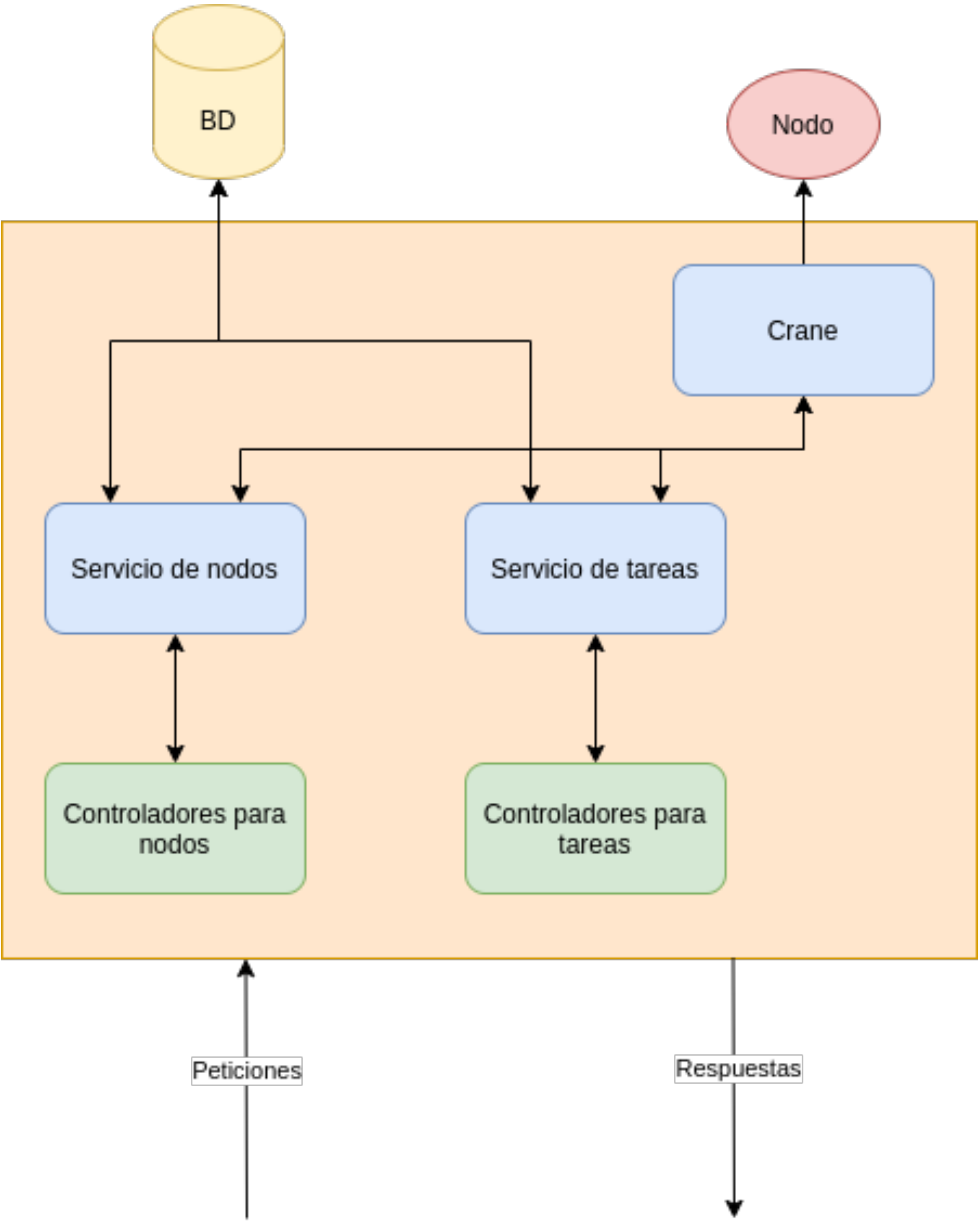 BD
Nodo
Crane
Servicio de nodos
Servicio de tareas
Controladores para
nodos
Controladores para
tareas
Peticiones
Respuestas